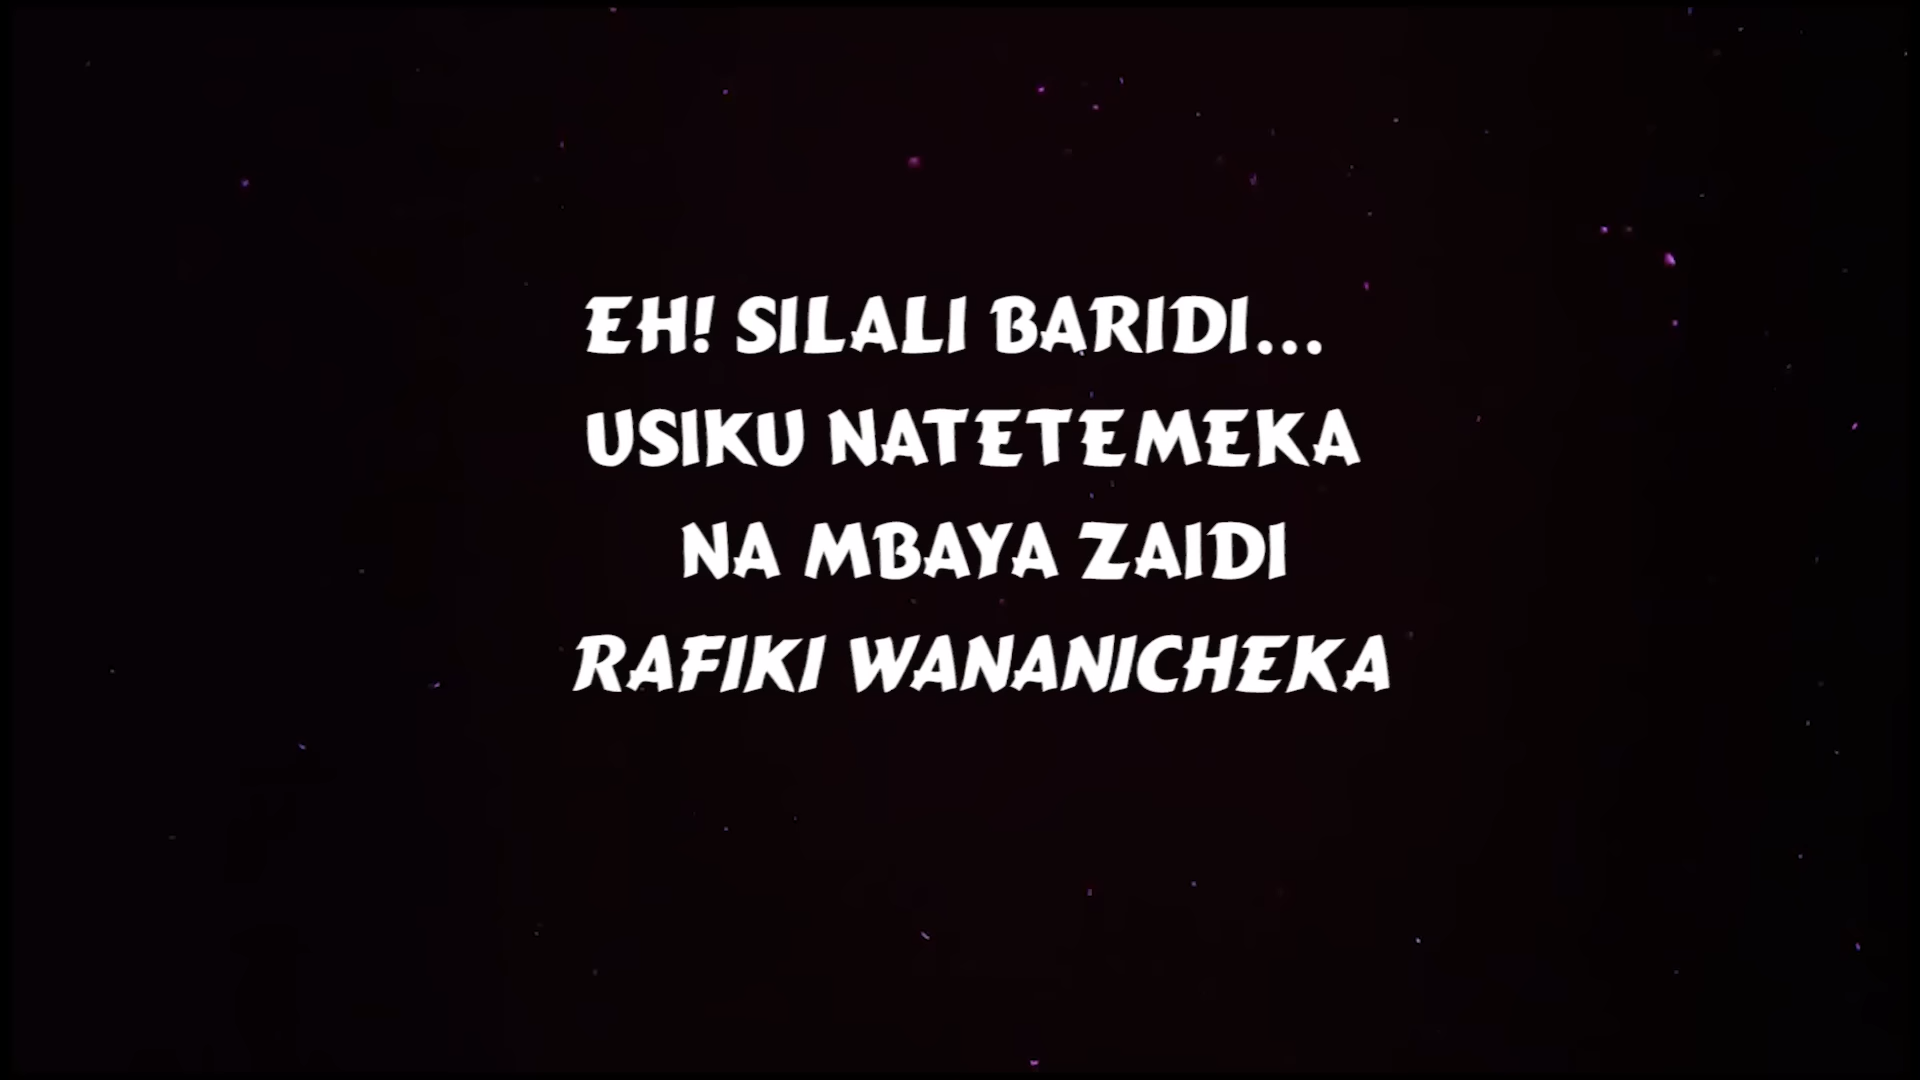 EH! SILALI BARIDI...
USIKU NATETEMEKA
NA MBAYA ZAIDI
RAFIKI WANANICHEKA